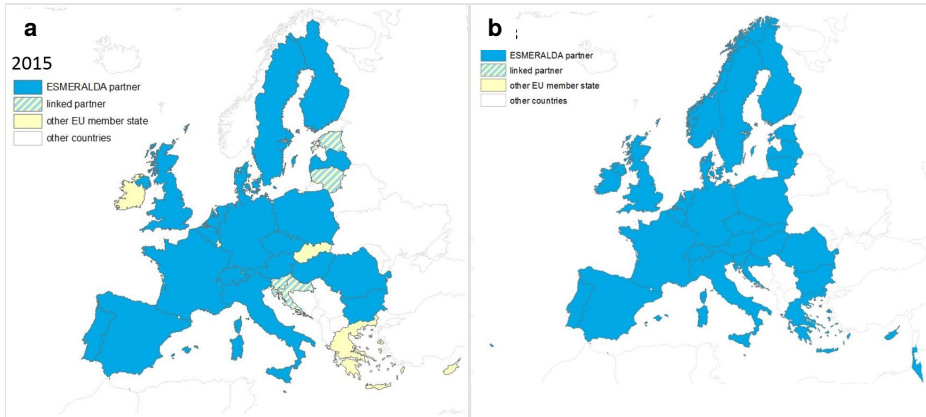 a
2015
ESMERALDA partner
linked partner
other EU member state
other countries
b
ESMERALDA partner
linked partner
other EU member state
other countries